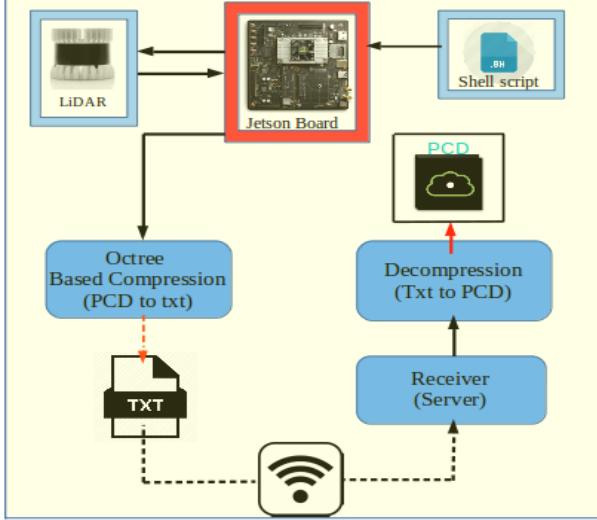 LiDAR
Jetson Board
.BH
Shell script
PCD
Octree
Based Compression
(PCD to txt)
Decompression
(Txt to PCD)
TXT
Receiver
(Server)